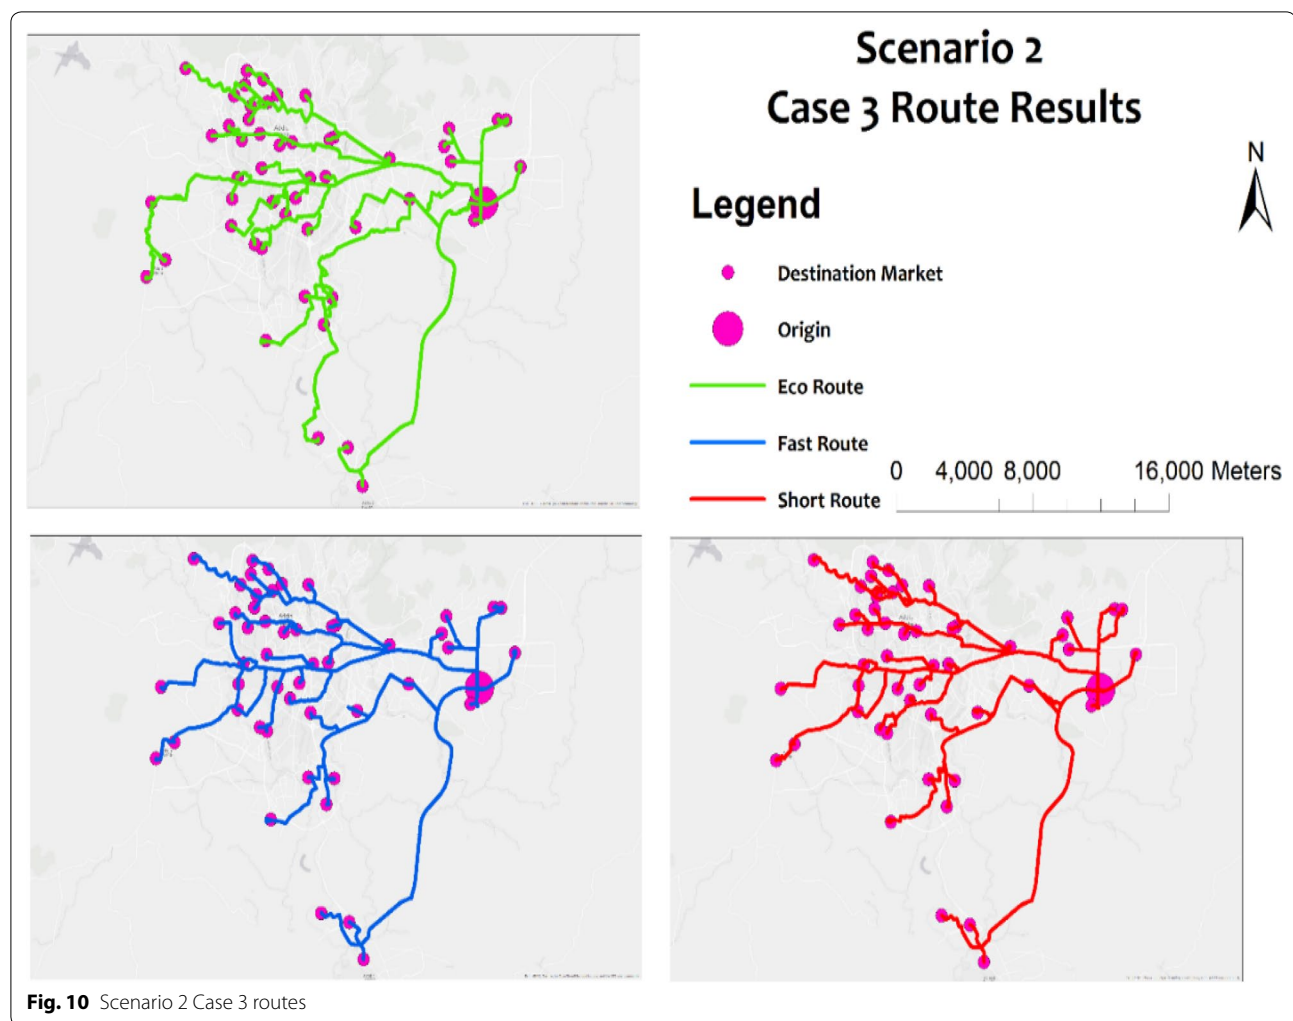 Scenario 2
Case 3 Route Results
N
Legend
Destination Market
Origin
Eco Route
Fast Route
Short Route
0 4,000 8,000 16,000 Meters
Fig. 10 Scenario 2 Case 3 routes